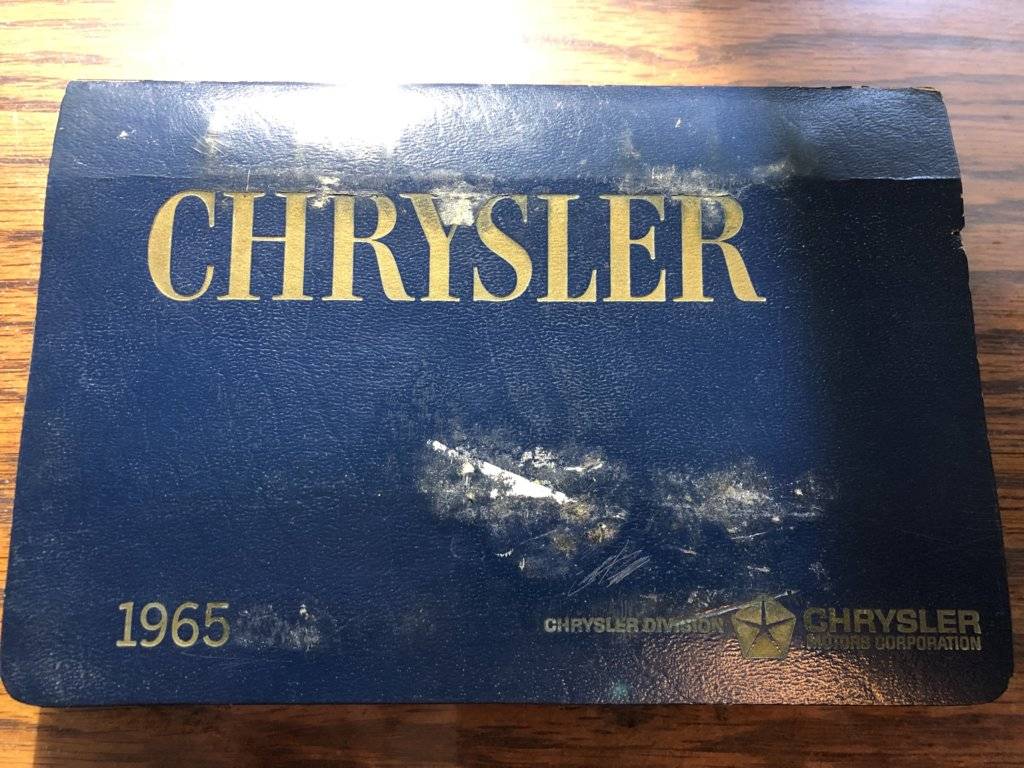 CHRYSLER
1965
CHRYSLER DIVISION
CHRYSLER
MOTORS CORPORATION